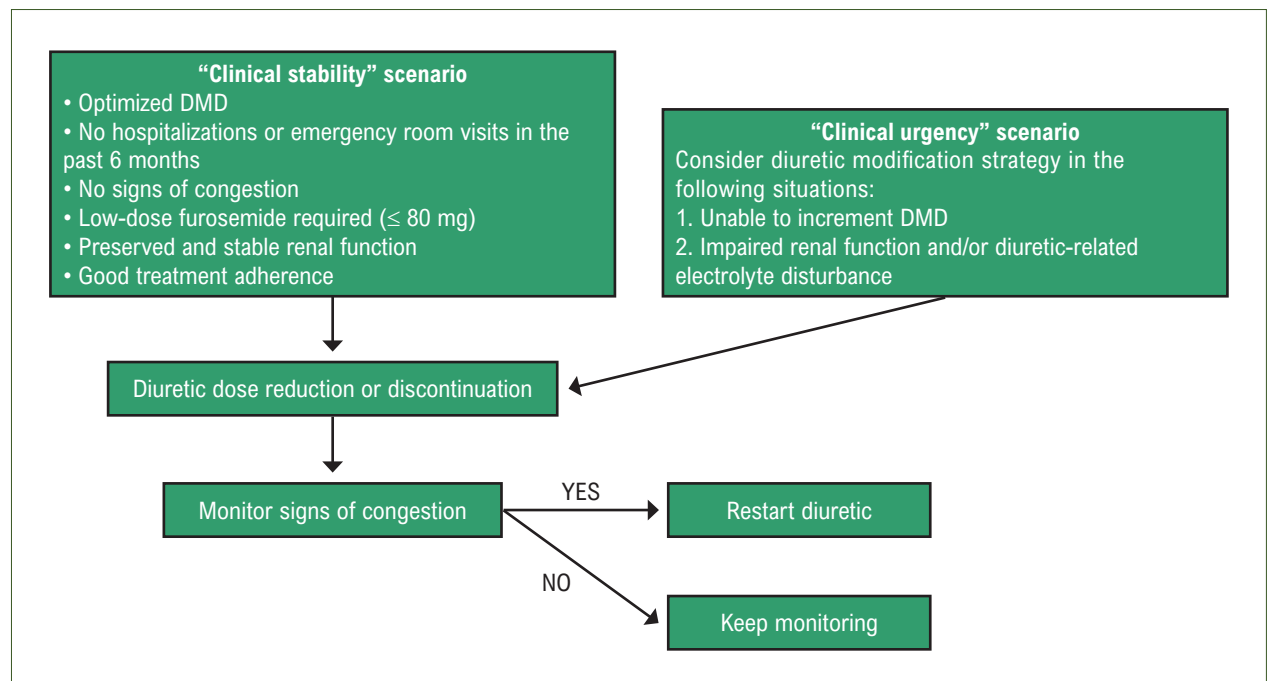 “Clinical stability” scenario
• Optimized DMD
• No hospitalizations or emergency room visits in the
past 6 months
• No signs of congestion
• Low-dose furosemide required (≤ 80 mg)
• Preserved and stable renal function
• Good treatment adherence
“Clinical urgency” scenario
Consider diuretic modification strategy in the
following situations:
1. Unable to increment DMD
2. Impaired renal function and/or diuretic-related
electrolyte disturbance
Diuretic dose reduction or discontinuation
Monitor signs of congestion
YES
Restart diuretic
NO
Keep monitoring